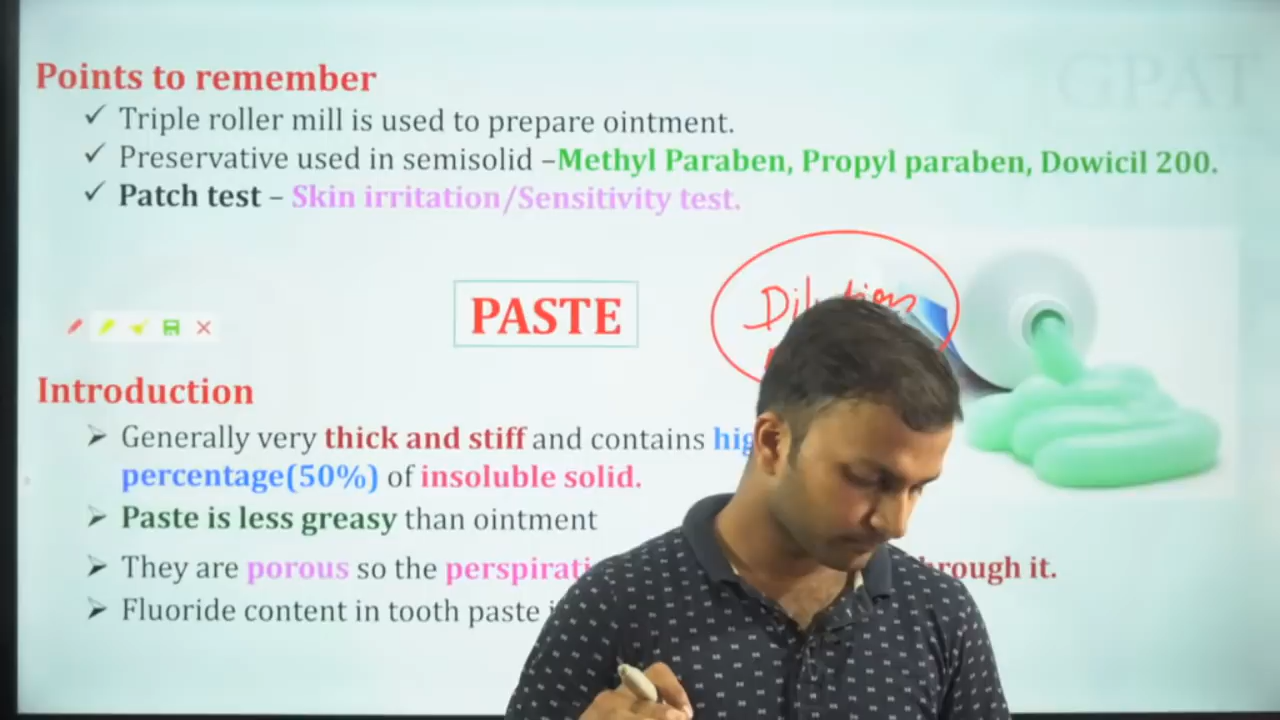 GPAT
Points to remember
✓ Triple roller mill is used to prepare ointment.
✓ Preservative used in semisolid –Methyl Paraben, Propyl paraben, Dowicil 200.
✓ Patch test – Skin irritation/Sensitivity test.
PASTE
Introduction
➢ Generally very thick and stiff and contains
percentage(50%) of insoluble solid.
➢ Paste is less greasy than ointment
➢ They are porous so the through it.
➢ Fluoride content in tooth paste